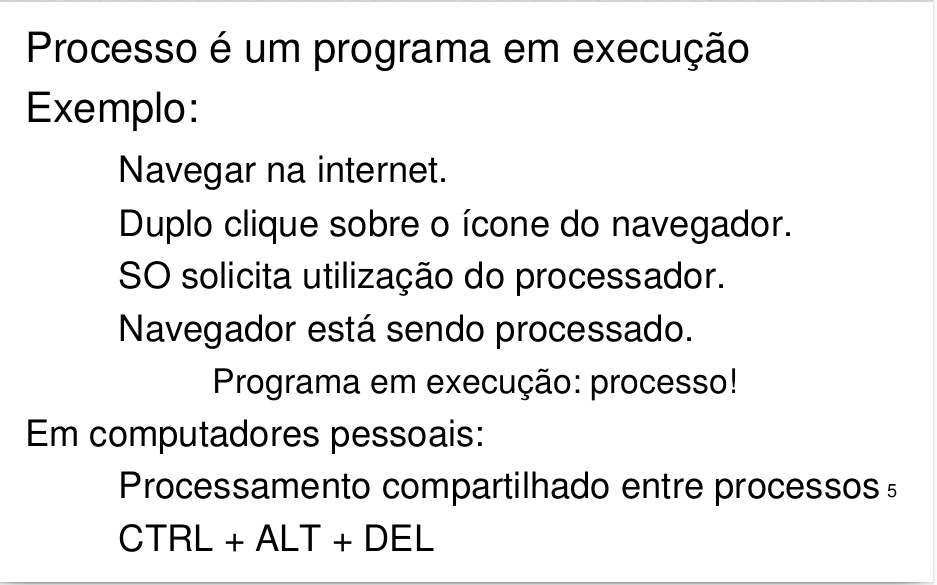 Processo é um programa em execução
Exemplo:
Navegar na internet.
Duplo clique sobre o ícone do navegador.
SO solicita utilização do processador.
Navegador está sendo processado.
Programa em execução: processo!
Em computadores pessoais:
Processamento compartilhado entre processos 5
CTRL + ALT + DEL